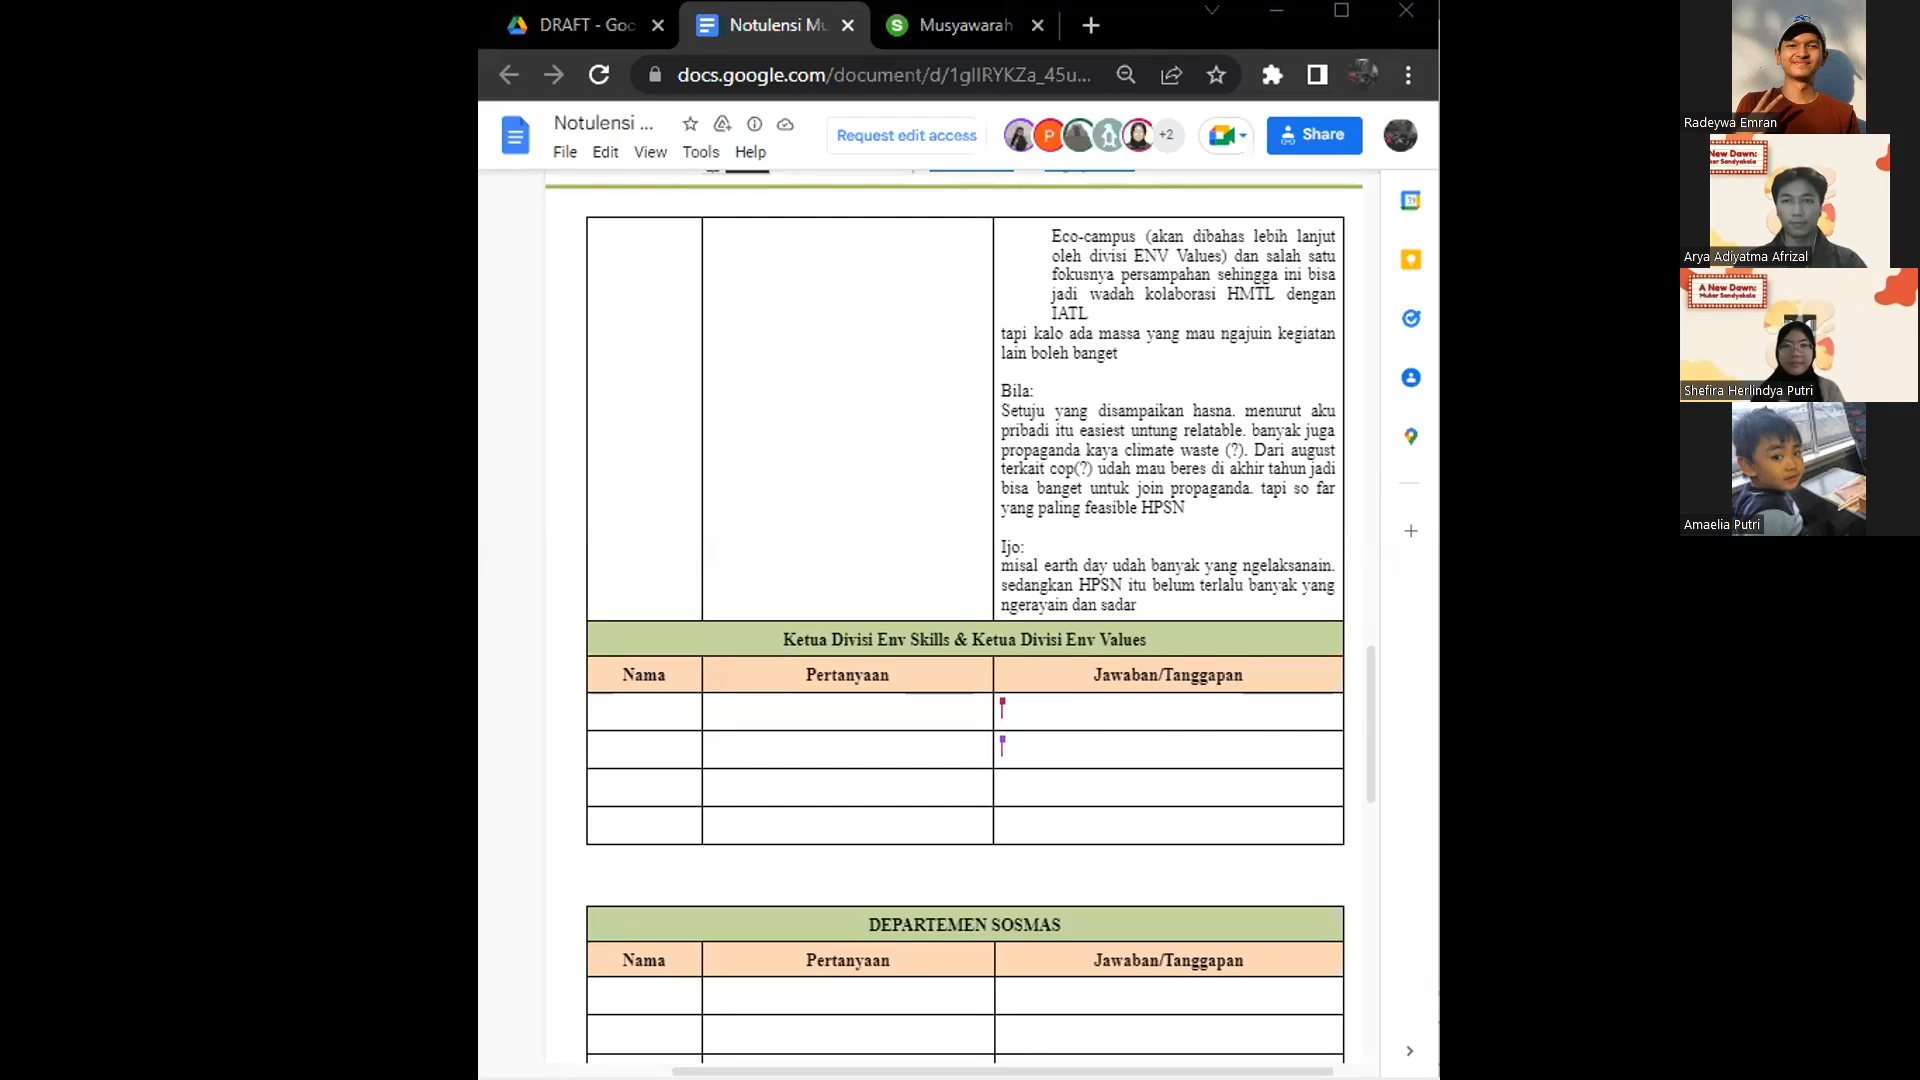 DRAFT - Goc
Notulensi Mu
Musyawarah
docs.google.com/document/d/1glIRYKZa_45u...
Notulensi ...
Request edit access
P
+2
Share
File Edit View Tools Help
Eco-campus (akan dibahas lebih lanjut
oleh divisi ENV Values) dan salah satu
fokusnya persampahan sehingga ini bisa
jadi wadah kolaborasi HMTL dengan
IATL
tapi kalo ada massa yang mau ngajuin kegiatan
lain boleh banget
Bila:
Setuju yang disampaikan hasna. menurut aku
pribadi itu easiest untung relatable. banyak juga
propaganda kaya climate waste (?). Dari august
terkait cop(?) udah mau beres di akhir tahun jadi
bisa banget untuk join propaganda. tapi so far
yang paling feasible HPSN
Ijo:
misal earth day udah banyak yang ngelaksanain.
sedangkan HPSN itu belum terlalu banyak yang
ngerayain dan sadar
Ketua Divisi Env Skills & Ketua Divisi Env Values
Nama Pertanyaan Jawaban/Tanggapan
DEPARTEMEN SOSMAS
Nama Pertanyaan Jawaban/Tanggapan
Radeywa Emran
New Dawn:
Arya Adiyatma Afrizal
A New Dawn:
Muker Sandyakala
Shefira Herlindya Putri
Amaelia Putri